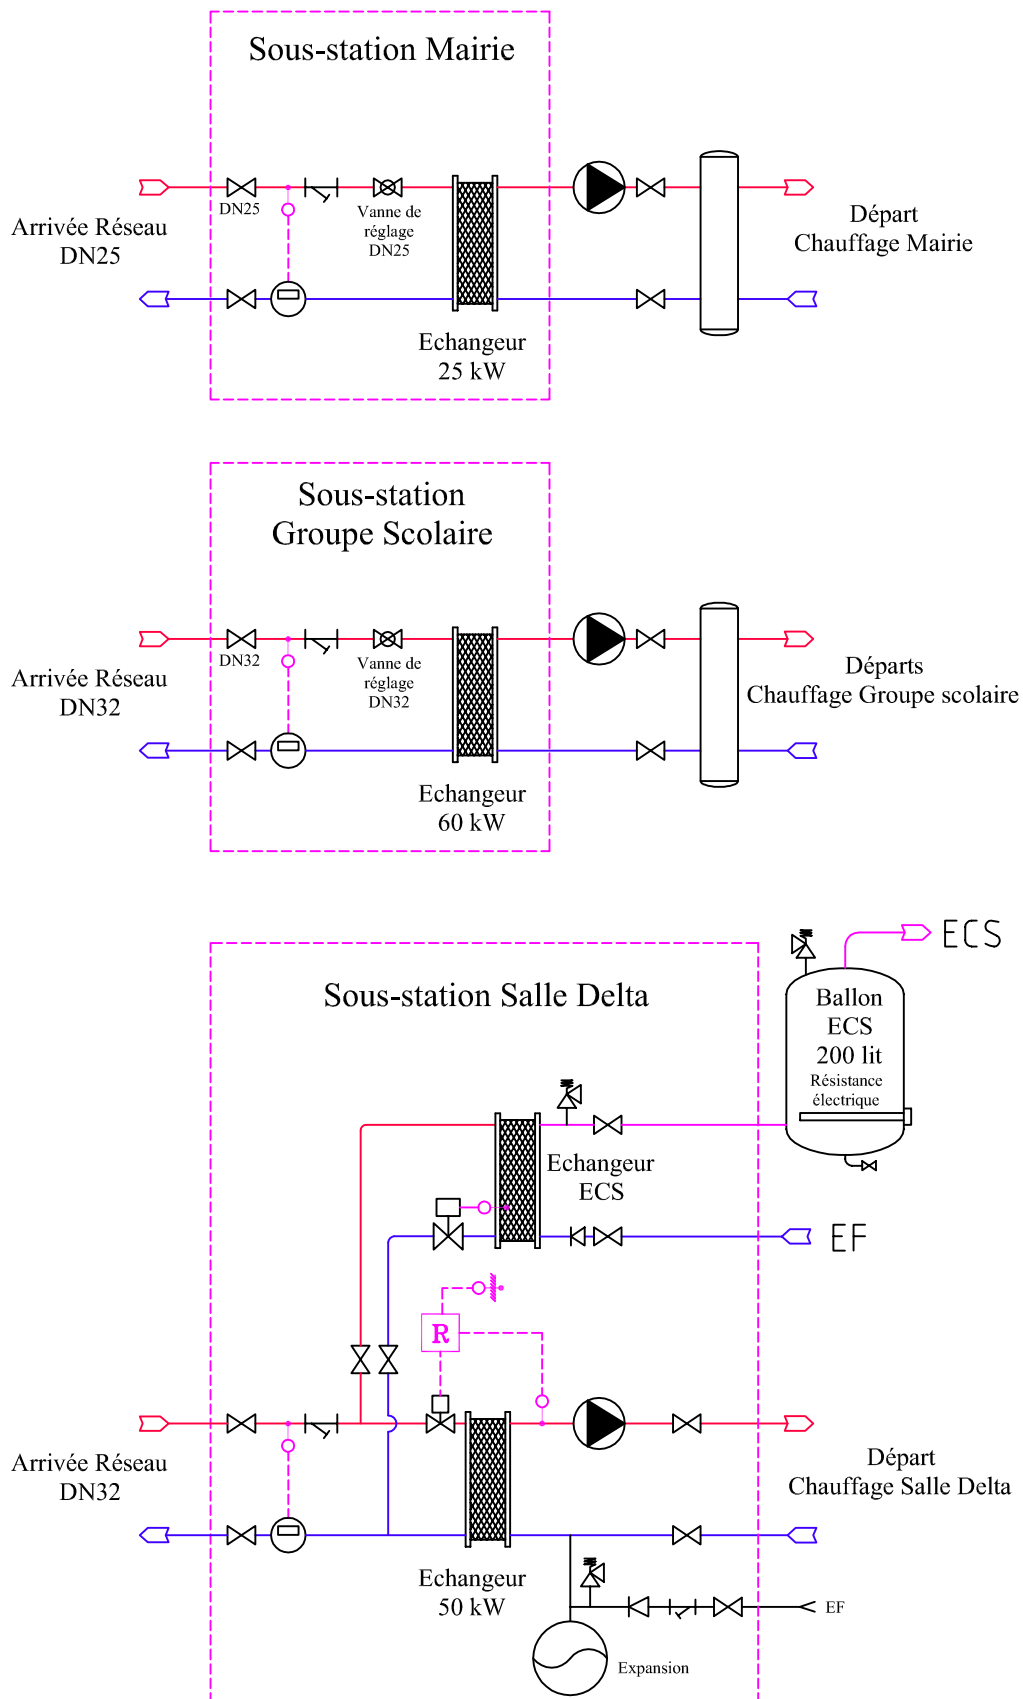 Sous-station Mairie
DN25
Vanne de
réglage
DN25
Arrivée Réseau
DN25
Départ
Chauffage Mairie
Echangeur
25 kW
Sous-station
Groupe Scolaire
DN32
Vanne de
réglage
DN32
Arrivée Réseau
DN32
Départs
Chauffage Groupe scolaire
Echangeur
60 kW
ECS
Sous-station Salle Delta
Ballon
ECS
200 lit
Résistance
électrique
Echangeur
ECS
EF
R
Arrivée Réseau
DN32
Départ
Chauffage Salle Delta
Echangeur
50 kW
EF
Expansion